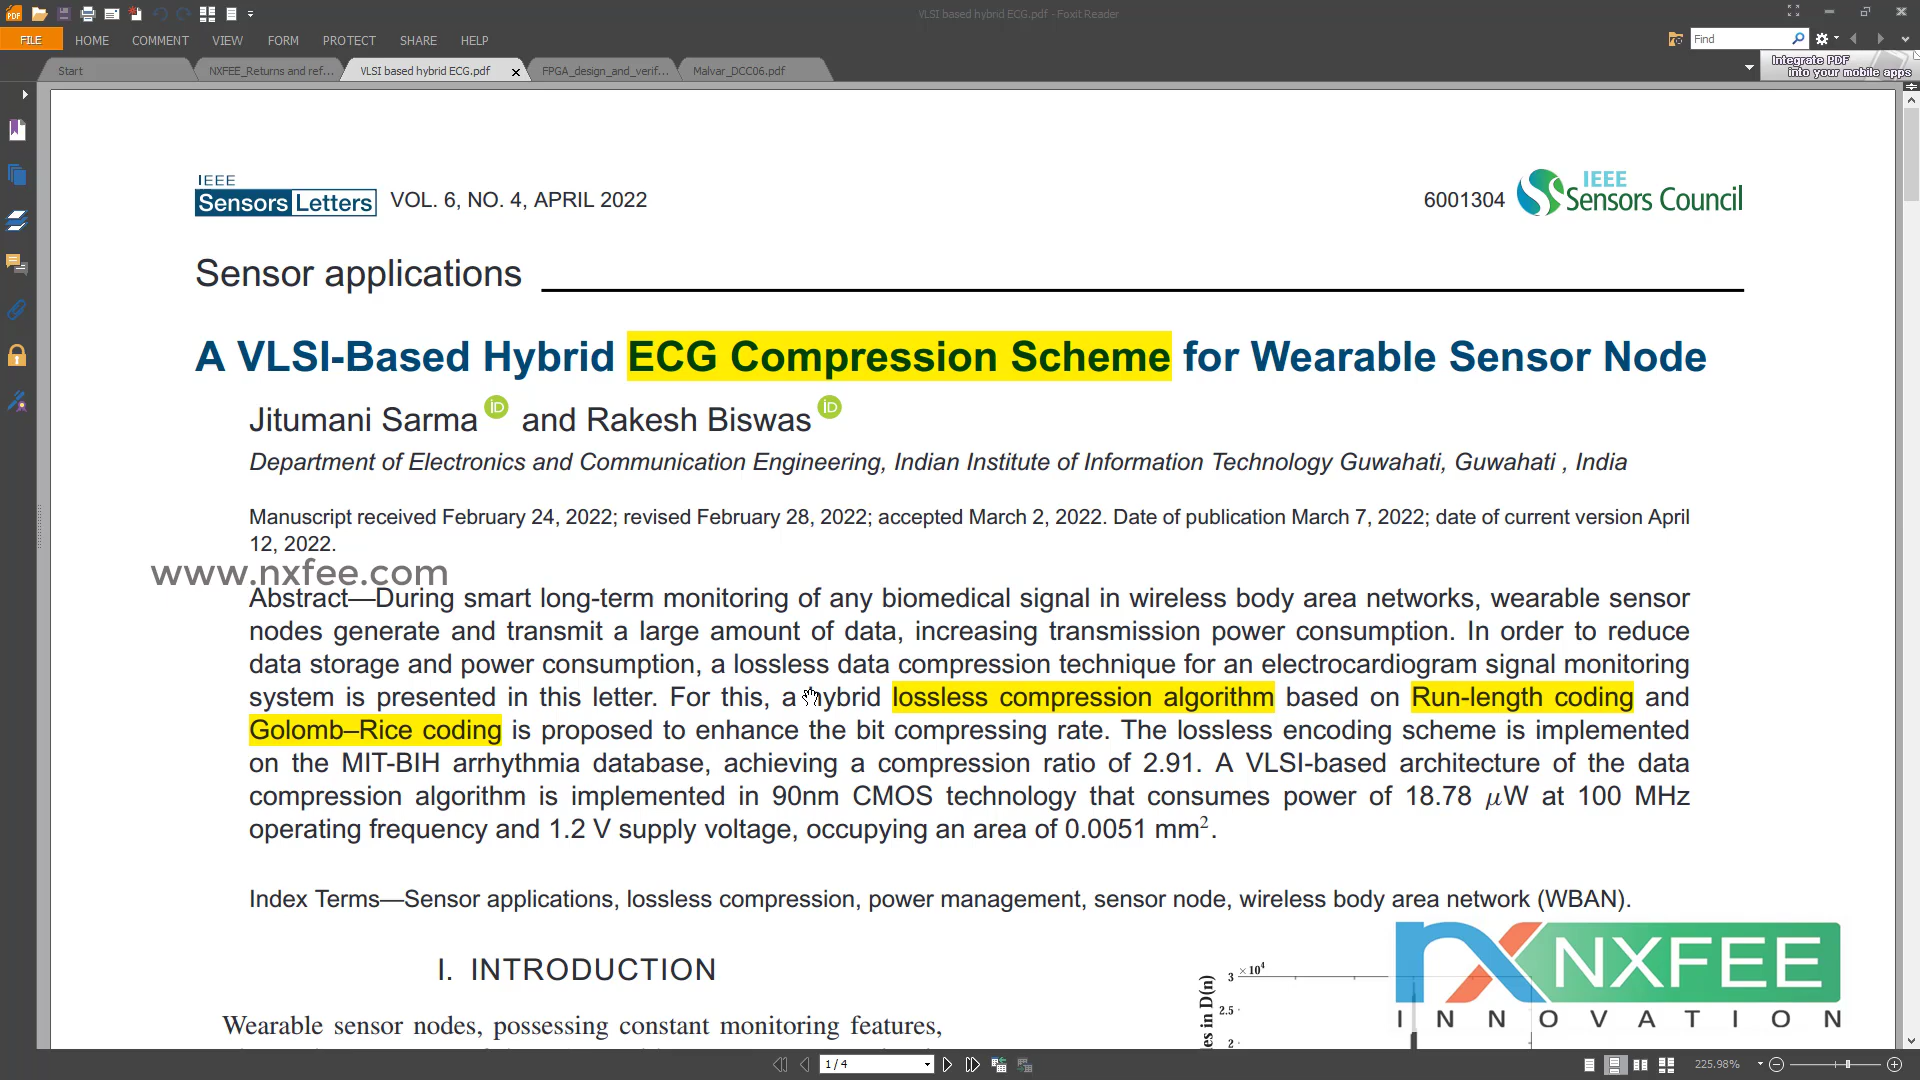 VLSI based hybrid ECG.pdf - Foxit Reader
FILE HOME COMMENT VIEW FORM PROTECT SHARE HELP
Find
Start NXFEE_Returns and ref... VLSI based hybrid ECG.pdf FPGA_design_and_verif... Malvar_DCC06.pdf
Integrate PDF
into your mobile apps
IEEE
Sensors Letters VOL. 6, NO. 4, APRIL 2022
6001304 IEEE
Sensors Council
Sensor applications
A VLSI-Based Hybrid ECG Compression Scheme for Wearable Sensor Node
Jitumani Sarma iD and Rakesh Biswas iD
Department of Electronics and Communication Engineering, Indian Institute of Information Technology Guwahati, Guwahati , India
Manuscript received February 24, 2022; revised February 28, 2022; accepted March 2, 2022. Date of publication March 7, 2022; date of current version April
12, 2022.
www.nxfee.com
Abstract—During smart long-term monitoring of any biomedical signal in wireless body area networks, wearable sensor
nodes generate and transmit a large amount of data, increasing transmission power consumption. In order to reduce
data storage and power consumption, a lossless data compression technique for an electrocardiogram signal monitoring
system is presented in this letter. For this, a hybrid lossless compression algorithm based on Run-length coding and
Golomb–Rice coding is proposed to enhance the bit compressing rate. The lossless encoding scheme is implemented
on the MIT-BIH arrhythmia database, achieving a compression ratio of 2.91. A VLSI-based architecture of the data
compression algorithm is implemented in 90nm CMOS technology that consumes power of 18.78 μW at 100 MHz
operating frequency and 1.2 V supply voltage, occupying an area of 0.0051 mm².
Index Terms—Sensor applications, lossless compression, power management, sensor node, wireless body area network (WBAN).
I. INTRODUCTION
Wearable sensor nodes, possessing constant monitoring features,
×10⁴
3
2.5
2
les in D(n)
NXFEE
INNOVATION
1 / 4
225.98%